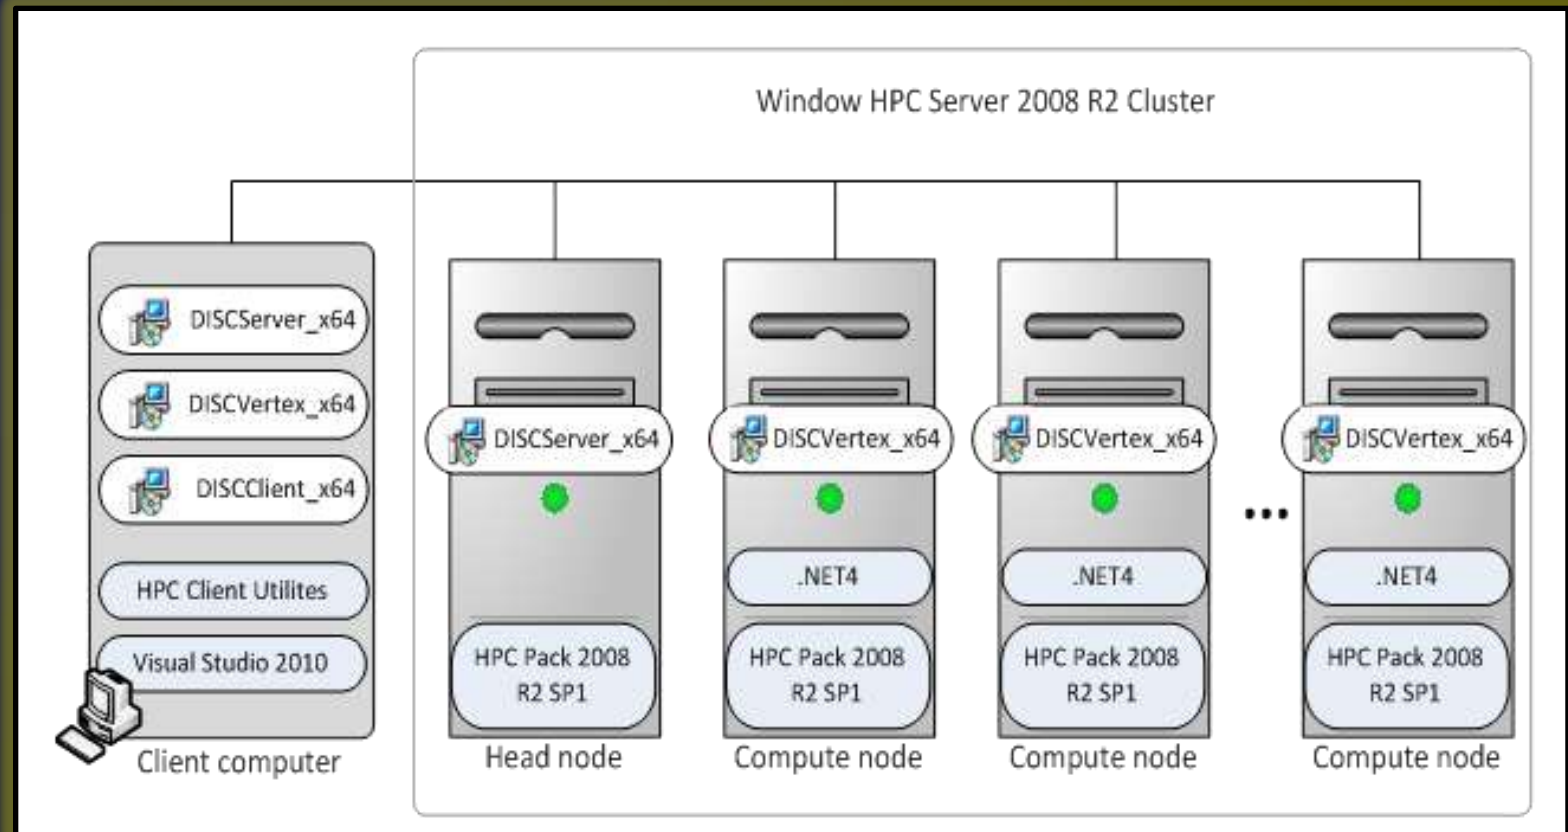 Window HPC Server 2008 R2 Cluster
DISCServer_x64
DISCVertex_x64
DISCClient_x64
HPC Client Utilites
Visual Studio 2010
Client computer
DISCServer_x64
HPC Pack 2008
R2 SP1
Head node
DISCVertex_x64
.NET4
HPC Pack 2008
R2 SP1
Compute node
DISCVertex_x64
.NET4
HPC Pack 2008
R2 SP1
Compute node
...
DISCVertex_x64
.NET4
HPC Pack 2008
R2 SP1
Compute node